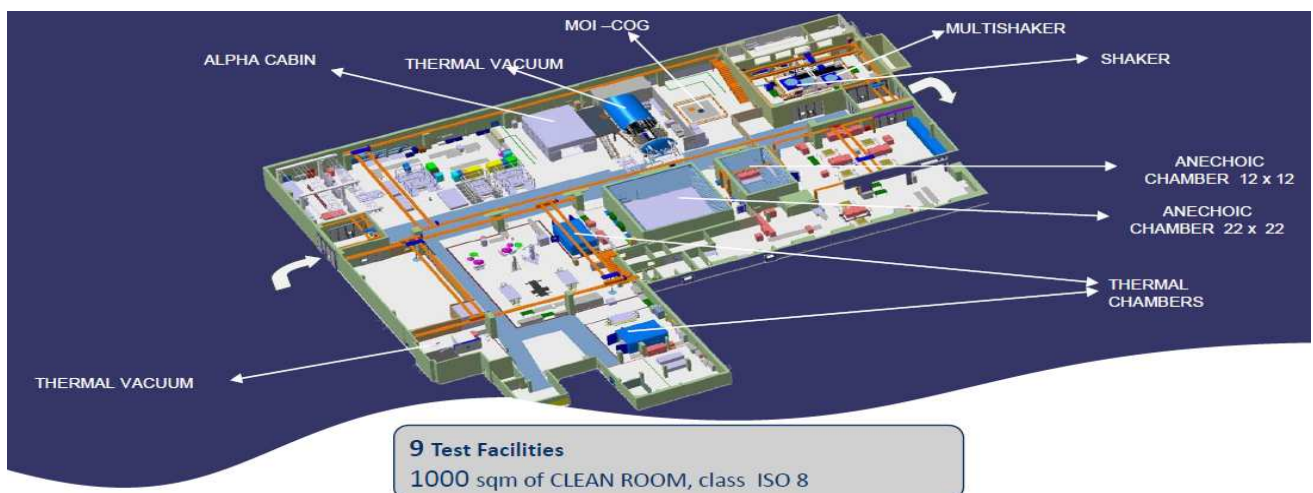 MOI –COG
MULTISHAKER
ALPHA CABIN
THERMAL VACUUM
SHAKER
ANECHOIC
CHAMBER 12 x 12
ANECHOIC
CHAMBER 22 x 22
THERMAL
CHAMBERS
THERMAL VACUUM
9 Test Facilities
1000 sqm of CLEAN ROOM, class ISO 8